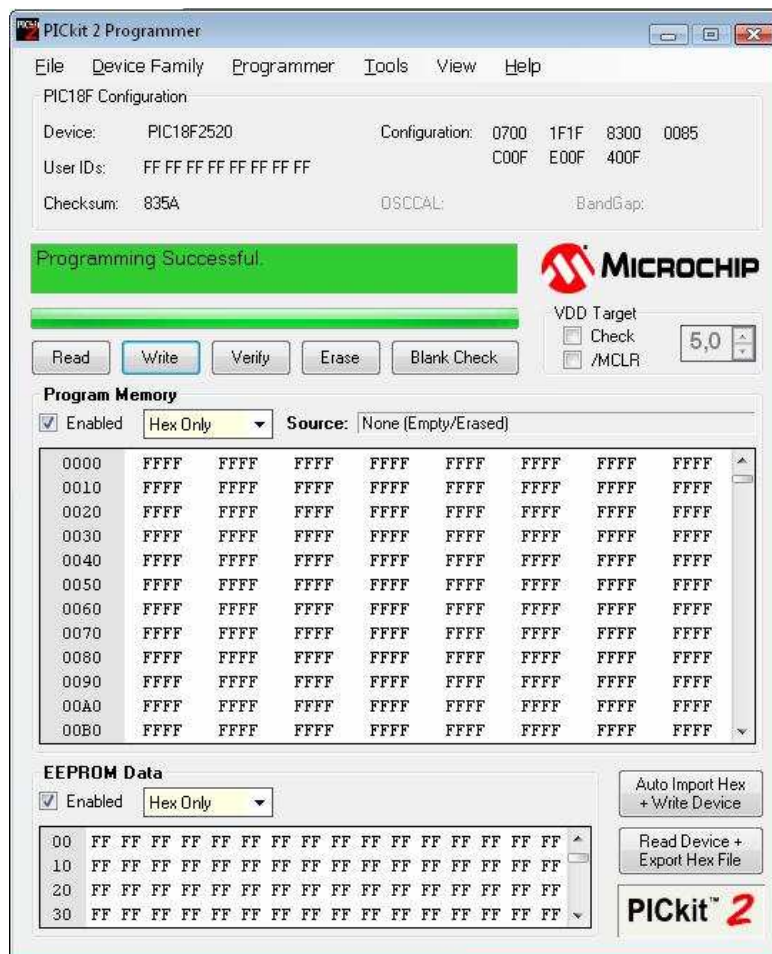 PICkit 2 Programmer
File Device Family Programmer Tools View Help
PIC18F Configuration
Device: PIC18F2520 Configuration: 0700 1F1F 8300 0085
C00F E00F 400F
User IDs: FF FF FF FF FF FF FF FF
Checksum: 835A OSCCAL: BandGap:
Programming Successful.
MICROCHIP
VDD Target
Check
/MCLR
5,0
Read Write Verify Erase Blank Check
Program Memory
Enabled Hex Only Source: None (Empty/Erased)
0000 FFFF FFFF FFFF FFFF FFFF FFFF FFFF FFFF
0010 FFFF FFFF FFFF FFFF FFFF FFFF FFFF FFFF
0020 FFFF FFFF FFFF FFFF FFFF FFFF FFFF FFFF
0030 FFFF FFFF FFFF FFFF FFFF FFFF FFFF FFFF
0040 FFFF FFFF FFFF FFFF FFFF FFFF FFFF FFFF
0050 FFFF FFFF FFFF FFFF FFFF FFFF FFFF FFFF
0060 FFFF FFFF FFFF FFFF FFFF FFFF FFFF FFFF
0070 FFFF FFFF FFFF FFFF FFFF FFFF FFFF FFFF
0080 FFFF FFFF FFFF FFFF FFFF FFFF FFFF FFFF
0090 FFFF FFFF FFFF FFFF FFFF FFFF FFFF FFFF
00A0 FFFF FFFF FFFF FFFF FFFF FFFF FFFF FFFF
00B0 FFFF FFFF FFFF FFFF FFFF FFFF FFFF FFFF
EEPROM Data
Enabled Hex Only
00 FF FF FF FF FF FF FF FF FF FF FF FF FF FF FF FF
10 FF FF FF FF FF FF FF FF FF FF FF FF FF FF FF FF
20 FF FF FF FF FF FF FF FF FF FF FF FF FF FF FF FF
30 FF FF FF FF FF FF FF FF FF FF FF FF FF FF FF FF
Auto Import Hex
+ Write Device
Read Device +
Export Hex File
PICkit™ 2